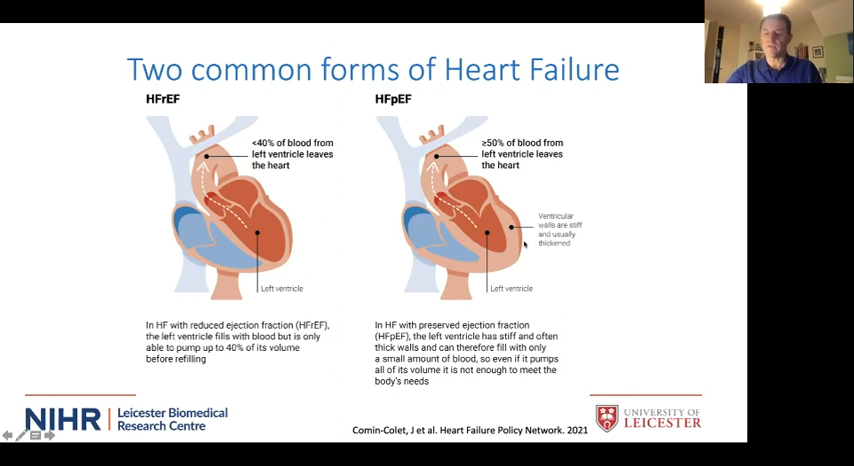 Two common forms of Heart Failure
HFrEF
<40% of blood from
left ventricle leaves
the heart
Left ventricle
In HF with reduced ejection fraction (HFrEF),
the left ventricle fills with blood but is only
able to pump up to 40% of its volume
before refilling
HFpEF
≥50% of blood from
left ventricle leaves
the heart
Ventricular
walls are stiff
and usually
thickened
Left ventricle
In HF with preserved ejection fraction
(HFpEF), the left ventricle has stiff and often
thick walls and can therefore fill with only
a small amount of blood, so even if it pumps
all of its volume it is not enough to meet the
body's needs
NIHR
Leicester Biomedical
Research Centre
Comin-Colet, J et al. Heart Failure Policy Network. 2021
UNIVERSITY OF
LEICESTER